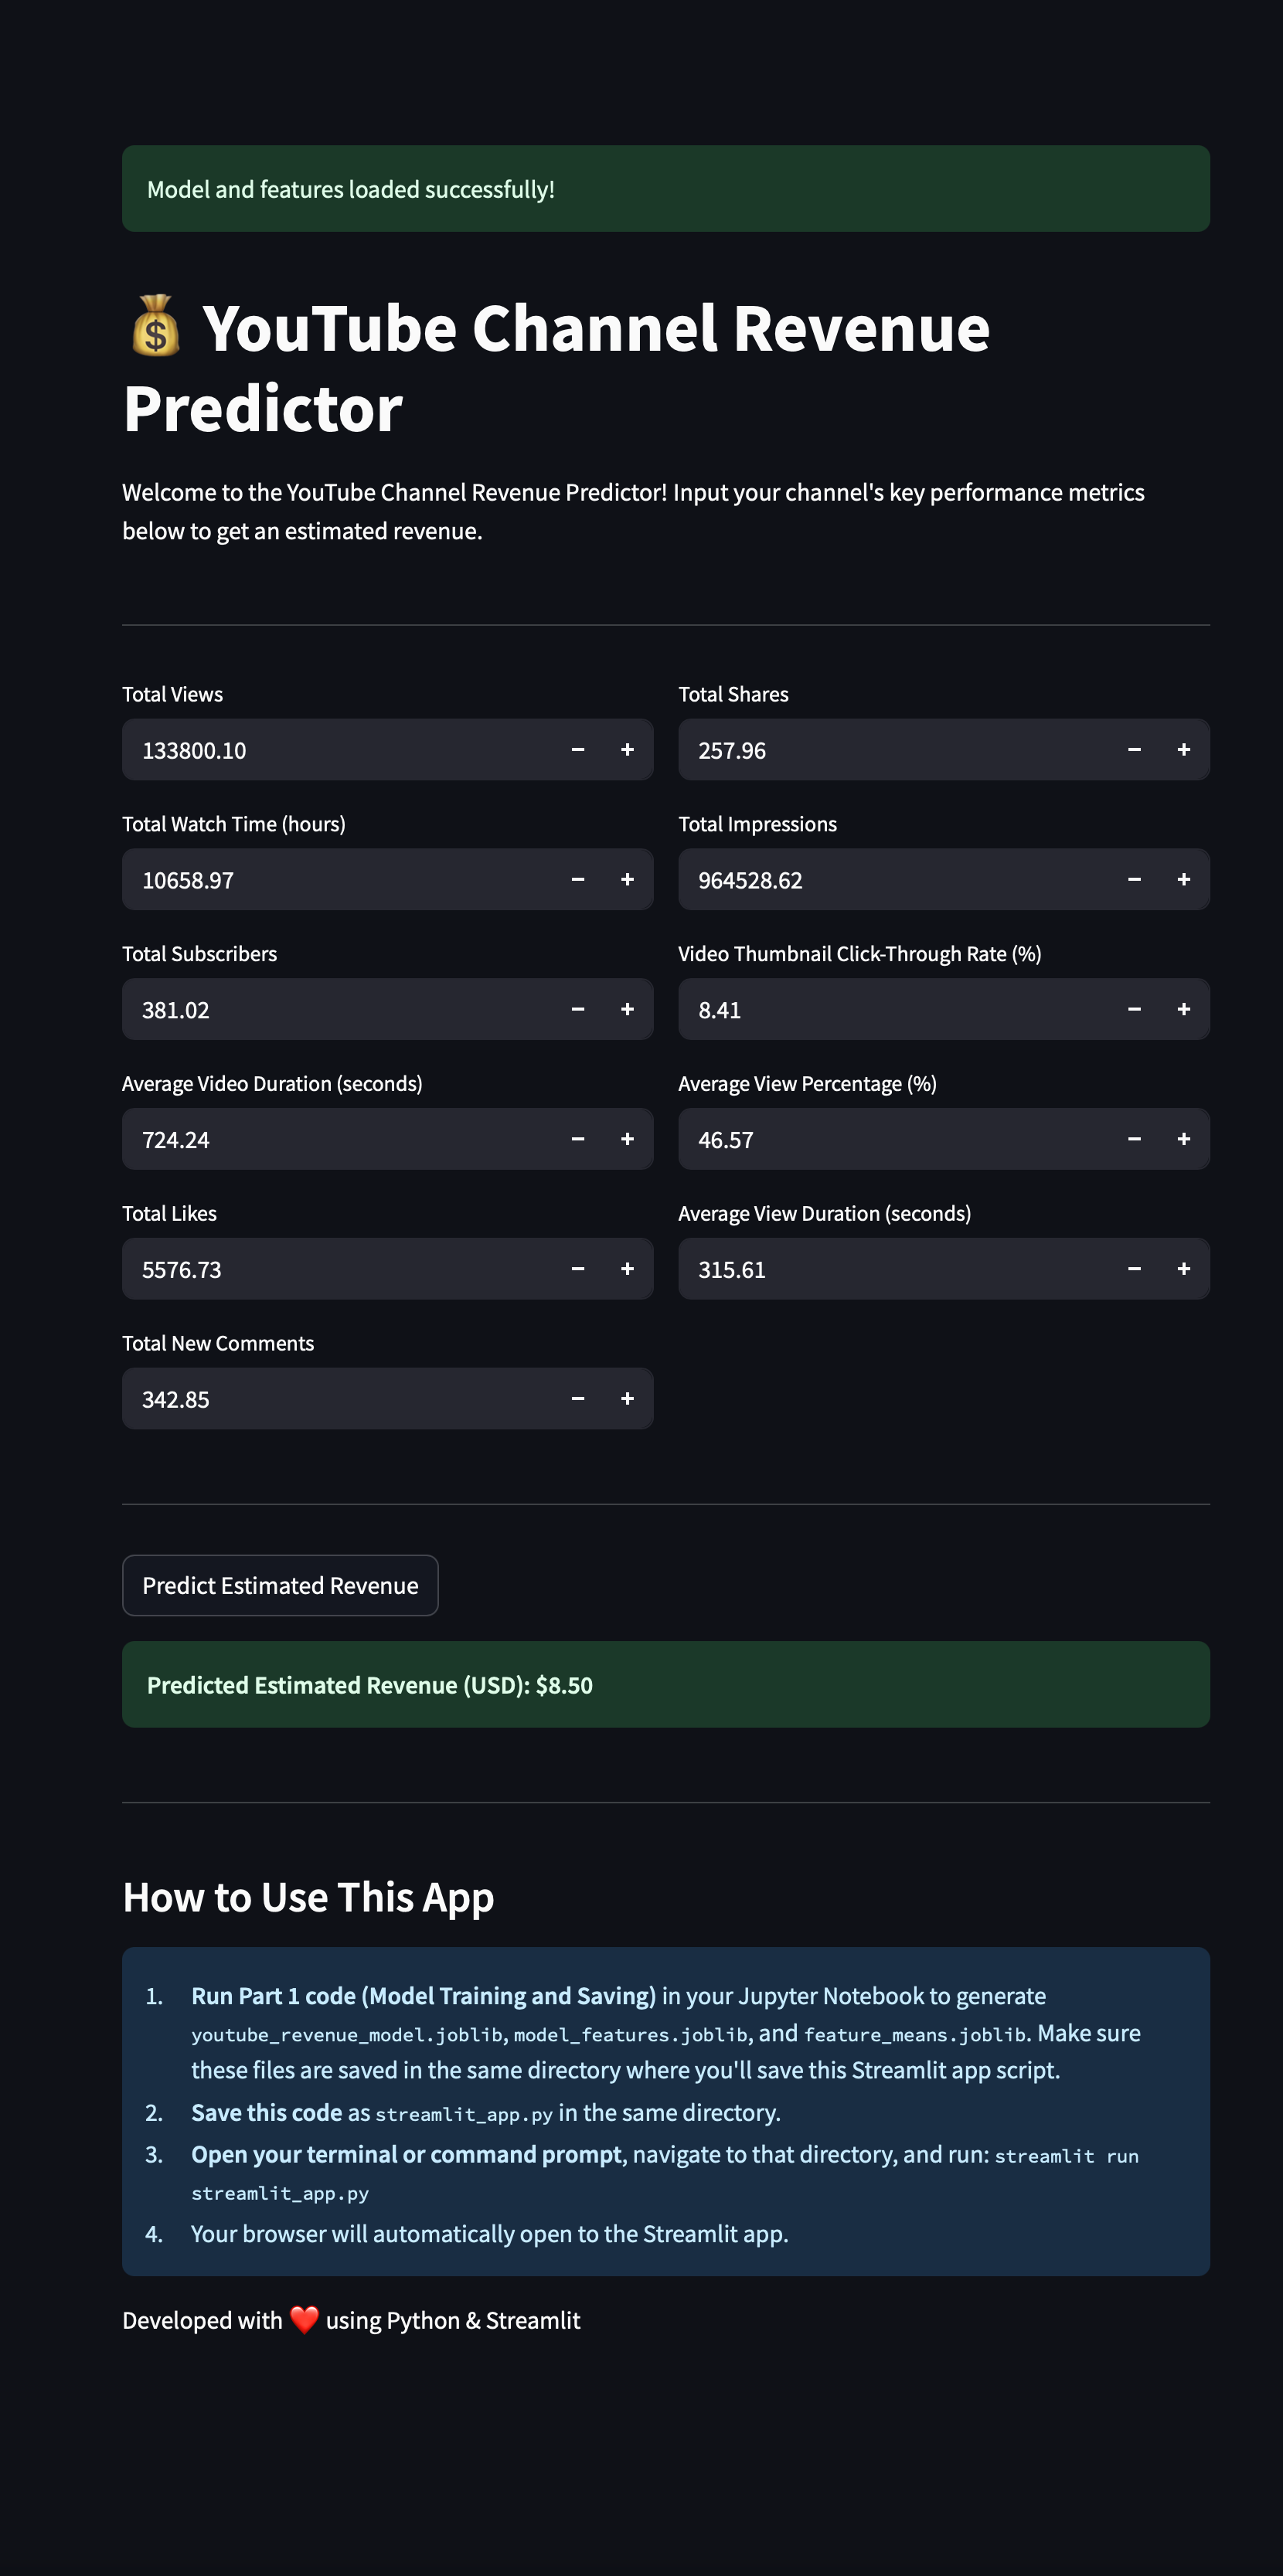 Model and features loaded successfully!
💰 YouTube Channel Revenue
Predictor
Welcome to the YouTube Channel Revenue Predictor! Input your channel's key performance metrics
below to get an estimated revenue.
Total Views
133800.10
Total Shares
257.96
Total Watch Time (hours)
10658.97
Total Impressions
964528.62
Total Subscribers
381.02
Video Thumbnail Click-Through Rate (%)
8.41
Average Video Duration (seconds)
724.24
Average View Percentage (%)
46.57
Total Likes
5576.73
Average View Duration (seconds)
315.61
Total New Comments
342.85
Predict Estimated Revenue
Predicted Estimated Revenue (USD): $8.50
How to Use This App
1. Run Part 1 code (Model Training and Saving) in your Jupyter Notebook to generate
youtube_revenue_model.joblib, model_features.joblib, and feature_means.joblib. Make sure
these files are saved in the same directory where you'll save this Streamlit app script.
2. Save this code as streamlit_app.py in the same directory.
3. Open your terminal or command prompt, navigate to that directory, and run: streamlit run
streamlit_app.py
4. Your browser will automatically open to the Streamlit app.
Developed with ❤️ using Python & Streamlit